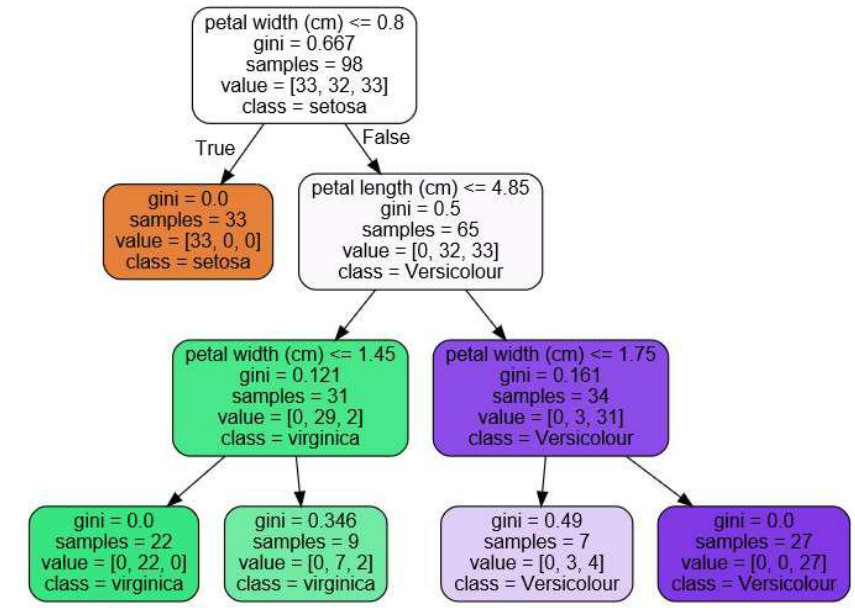 petal width (cm) <= 0.8
gini = 0.667
samples = 98
value = [33, 32, 33]
class = setosa
True
False
gini = 0.0
samples = 33
value = [33, 0, 0]
class = setosa
petal length (cm) <= 4.85
gini = 0.5
samples = 65
value = [0, 32, 33]
class = Versicolour
petal width (cm) <= 1.45
gini = 0.121
samples = 31
value = [0, 29, 2]
class = virginica
petal width (cm) <= 1.75
gini = 0.161
samples = 34
value = [0, 3, 31]
class = Versicolour
gini = 0.0
samples = 22
value = [0, 22, 0]
class = virginica
gini = 0.346
samples = 9
value = [0, 7, 2]
class = virginica
gini = 0.49
samples = 7
value = [0, 3, 4]
class = Versicolour
gini = 0.0
samples = 27
value = [0, 0, 27]
class = Versicolour